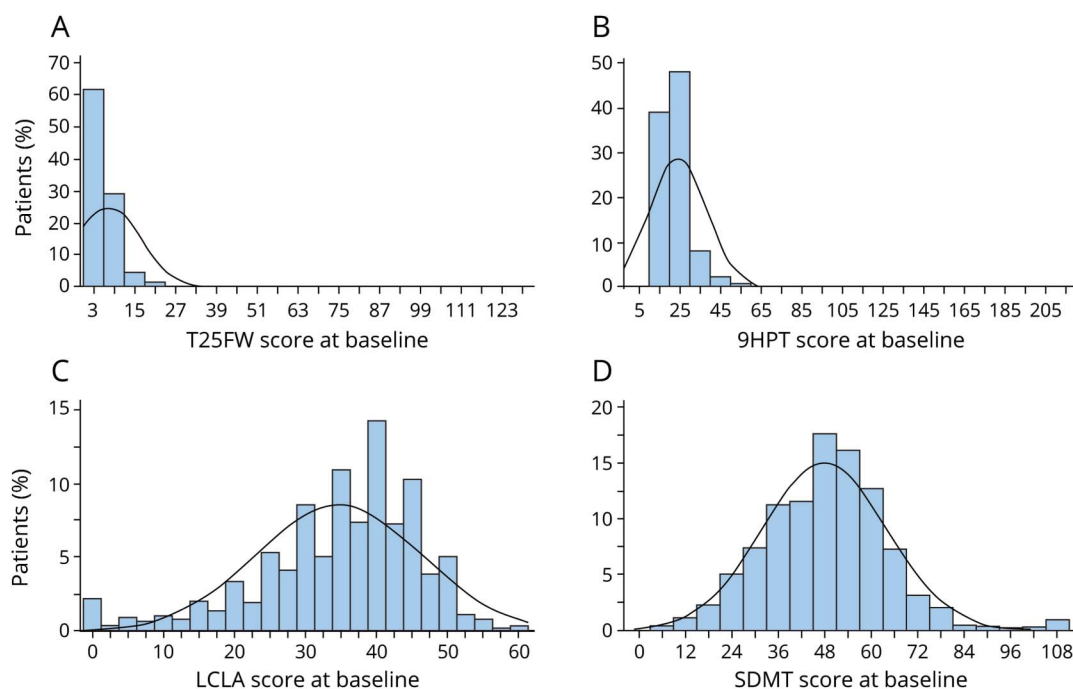 A
70
60
50
40
30
20
10
0
Patients (%)
3 15 27 39 51 63 75 87 99 111 123
T25FW score at baseline
B
50
40
30
20
10
0
5 25 45 65 85 105 125 145 165 185 205
9HPT score at baseline
C
15
10
5
0
Patients (%)
0 10 20 30 40 50 60
LCLA score at baseline
D
20
15
10
5
0
0 12 24 36 48 60 72 84 96 108
SDMT score at baseline